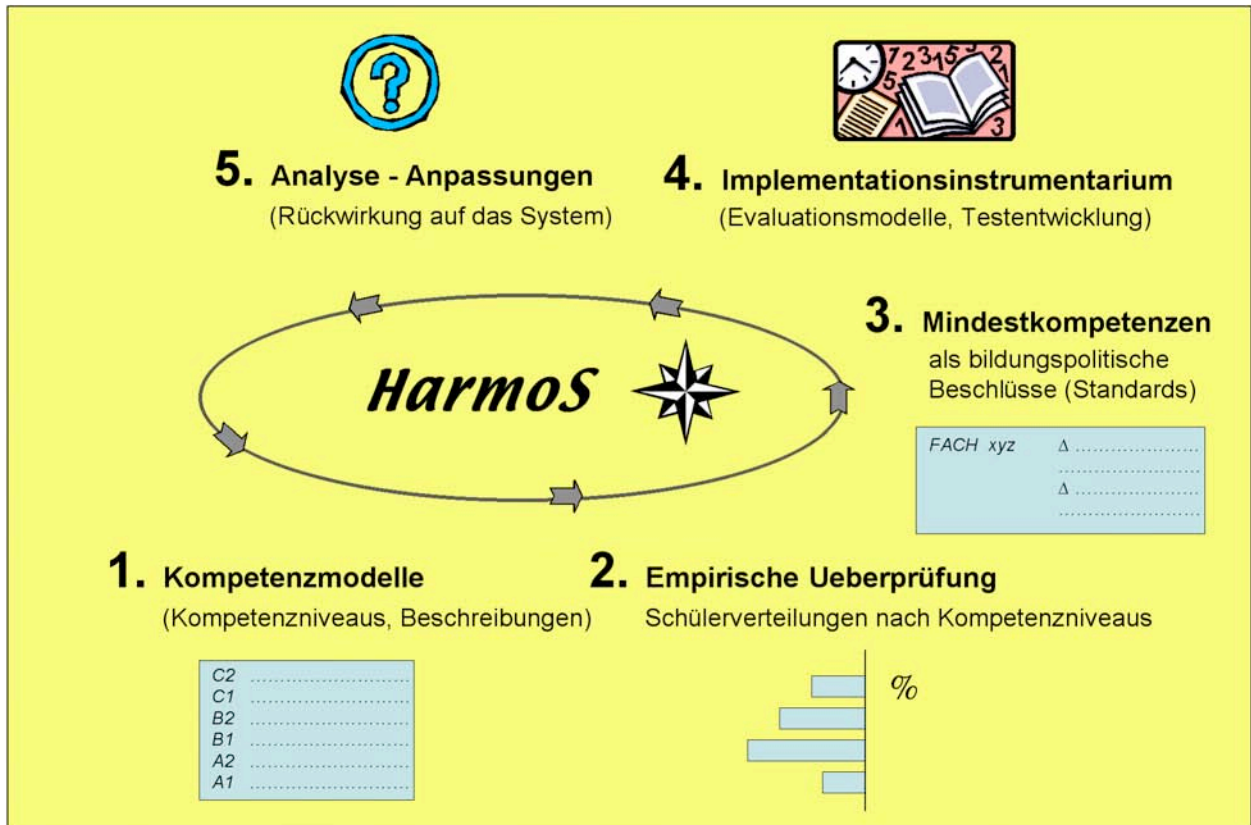 5. Analyse - Anpassungen
(Rückwirkung auf das System)
4. Implementationsinstrumentarium
(Evaluationsmodelle, Testentwicklung)
3. Mindestkompetenzen
als bildungspolitische
Beschlüsse (Standards)
FACH xyz Δ .....................
.........................
Δ .....................
.........................
HarmoS
1. Kompetenzmodelle
(Kompetenzniveaus, Beschreibungen)
C2 ............................
C1 ............................
B2 ............................
B1 ............................
A2 ............................
A1 ............................
2. Empirische Ueberprüfung
Schülerverteilungen nach Kompetenzniveaus
%